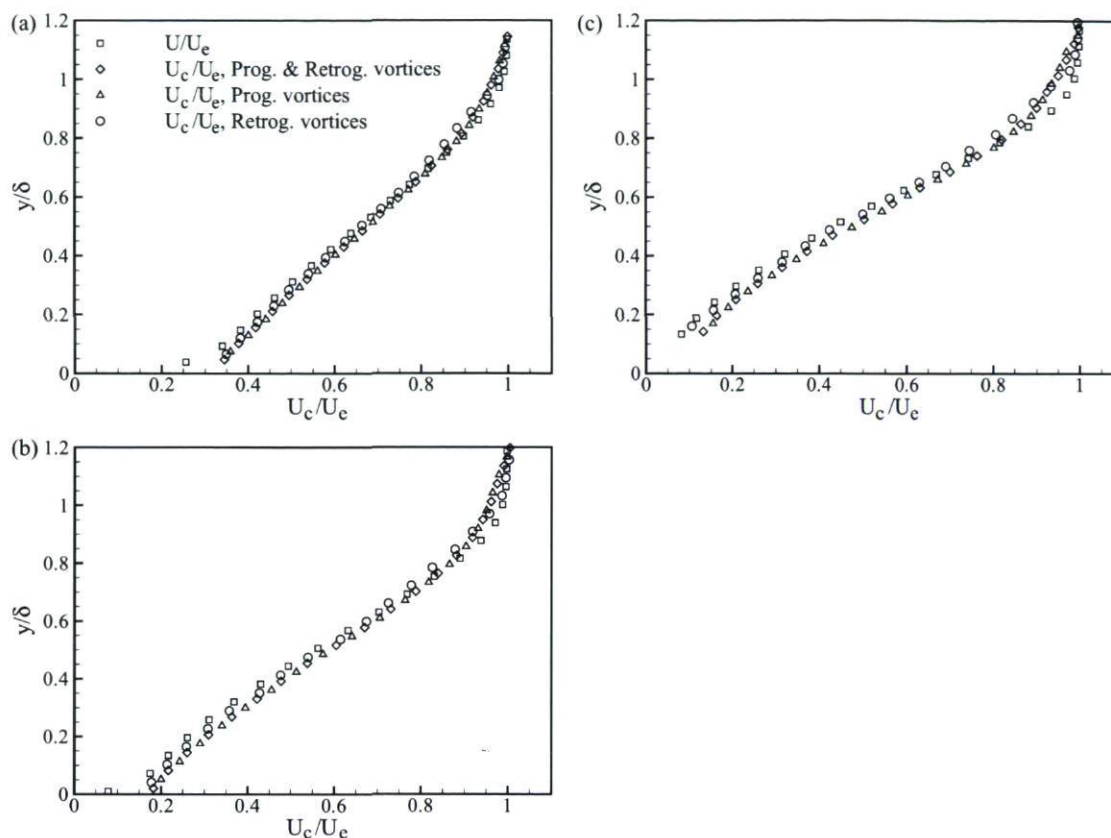 (a)
1.2
1
0.8
0.6
0.4
0.2
0
y/δ
U/Ue
Uc/Ue, Prog. & Retrog. vortices
Uc/Ue, Prog. vortices
Uc/Ue, Retrog. vortices
0 0.2 0.4 0.6 0.8 1
Uc/Ue
(c)
1.2
1
0.8
0.6
0.4
0.2
0
y/δ
0 0.2 0.4 0.6 0.8 1
Uc/Ue
(b)
1.2
1
0.8
0.6
0.4
0.2
0
y/δ
0 0.2 0.4 0.6 0.8 1
Uc/Ue